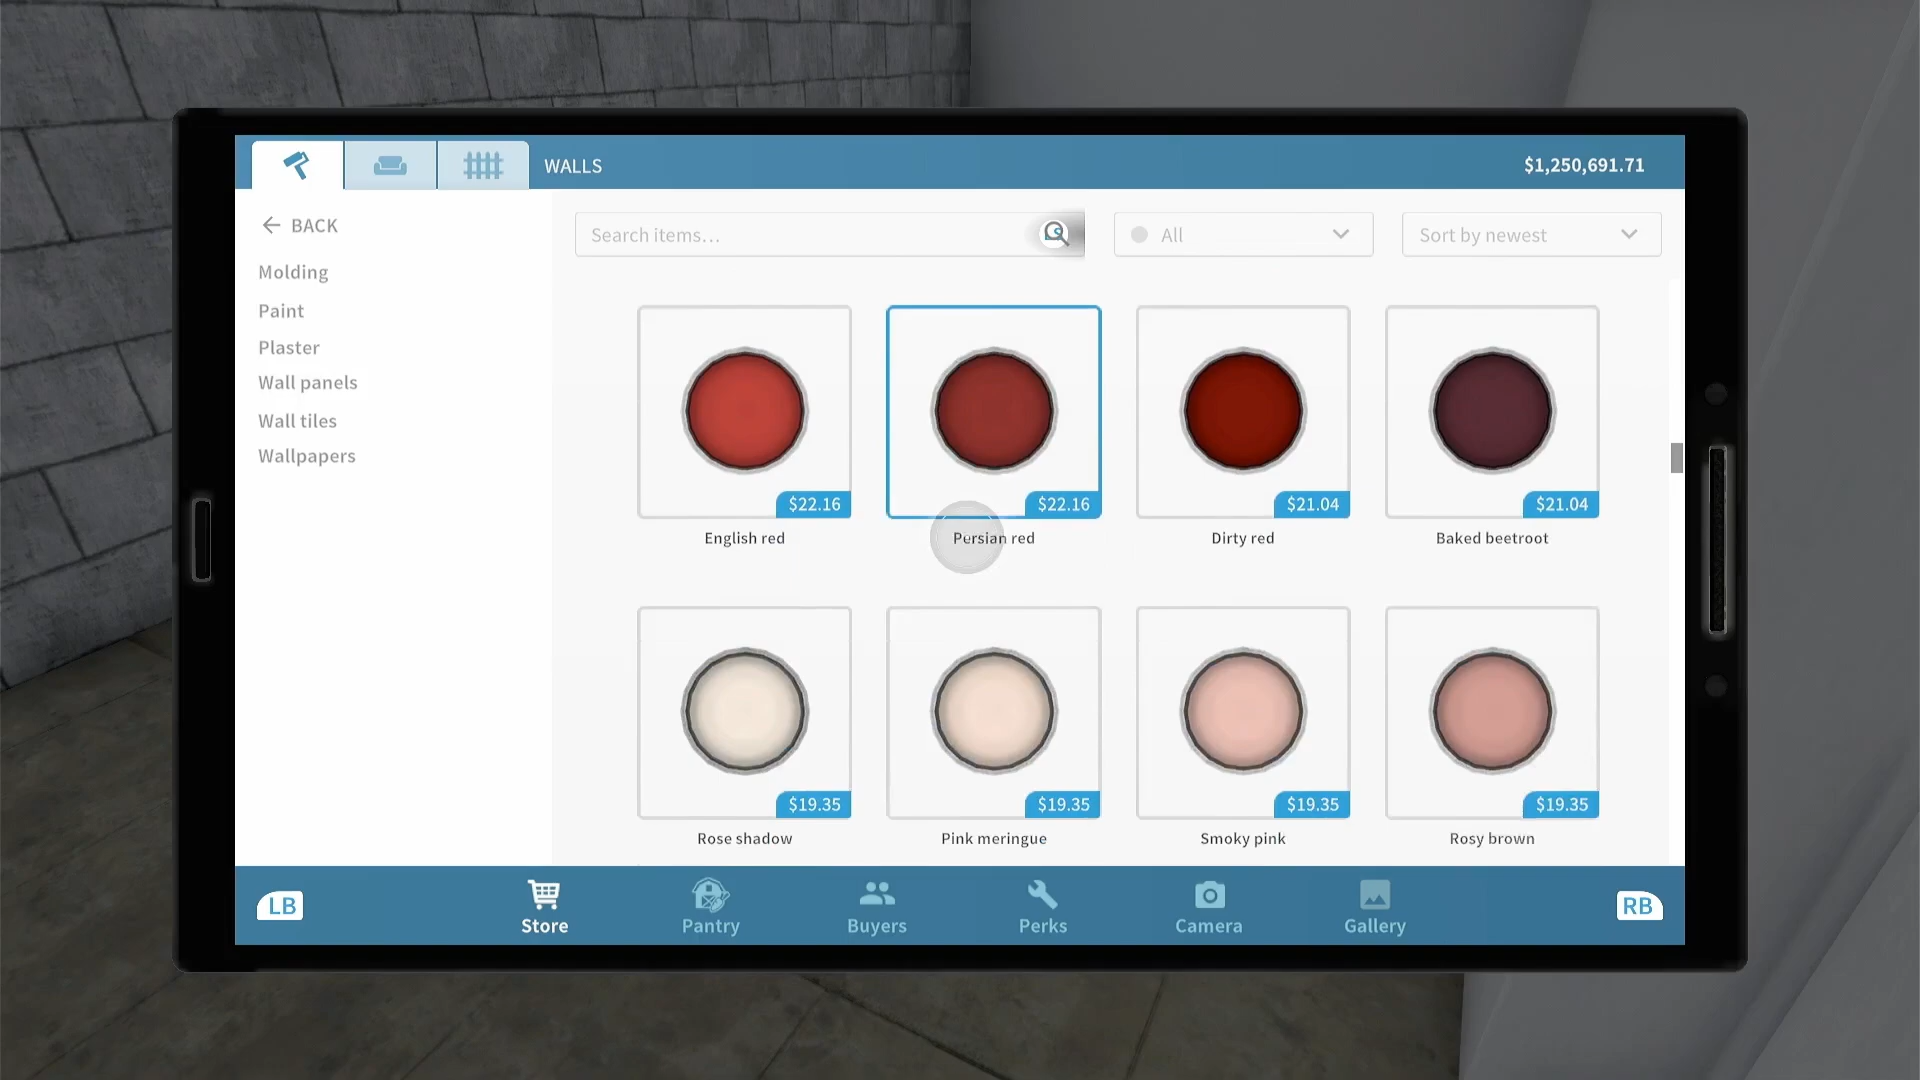 WALLS
$1,250,691.71
BACK
Molding
Paint
Plaster
Wall panels
Wall tiles
Wallpapers
Search items...
All
Sort by newest
$22.16
$22.16
$21.04
$21.04
English red
Persian red
Dirty red
Baked beetroot
$19.35
$19.35
$19.35
$19.35
Rose shadow
Pink meringue
Smoky pink
Rosy brown
LB
Store
Pantry
Buyers
Perks
Camera
Gallery
RB